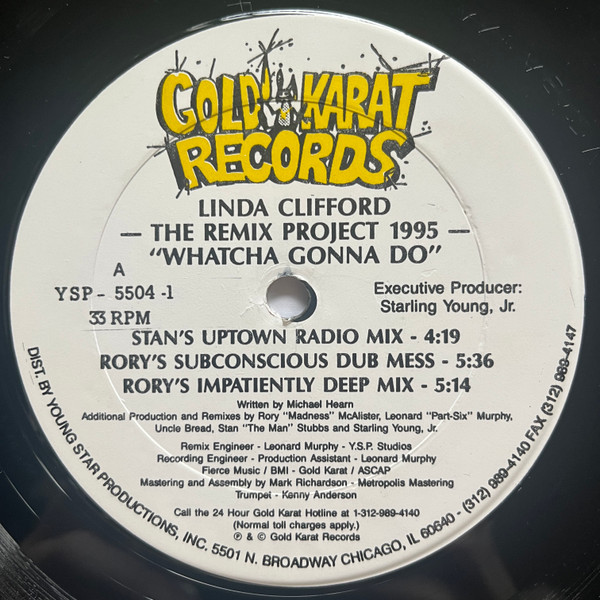 GOLD KARAT
RECORDS
LINDA CLIFFORD
— THE REMIX PROJECT 1995 —
"WHATCHA GONNA DO"
A
YSP - 5504 -1
33 RPM
Executive Producer:
Starling Young, Jr.
STAN'S UPTOWN RADIO MIX - 4:19
RORY'S SUBCONSCIOUS DUB MESS - 5:36
RORY'S IMPATIENTLY DEEP MIX - 5:14
Written by Michael Hearn
Additional Production and Remixes by Rory "Madness" McAlister, Leonard "Part-Six" Murphy,
Uncle Bread, Stan "The Man" Stubbs and Starling Young, Jr.
Remix Engineer - Leonard Murphy - Y.S.P. Studios
Recording Engineer - Production Assistant - Leonard Murphy
Fierce Music / BMI - Gold Karat / ASCAP
Mastering and Assembly by Mark Richardson - Metropolis Mastering
Trumpet - Kenny Anderson
Call the 24 Hour Gold Karat Hotline at 1-312-989-4140
(Normal toll charges apply.)
℗ & © Gold Karat Records
DIST. BY YOUNG STAR PRODUCTIONS, INC. 5501 N. BROADWAY CHICAGO, IL 60640 - (312) 989-4140 FAX (312) 989-4147